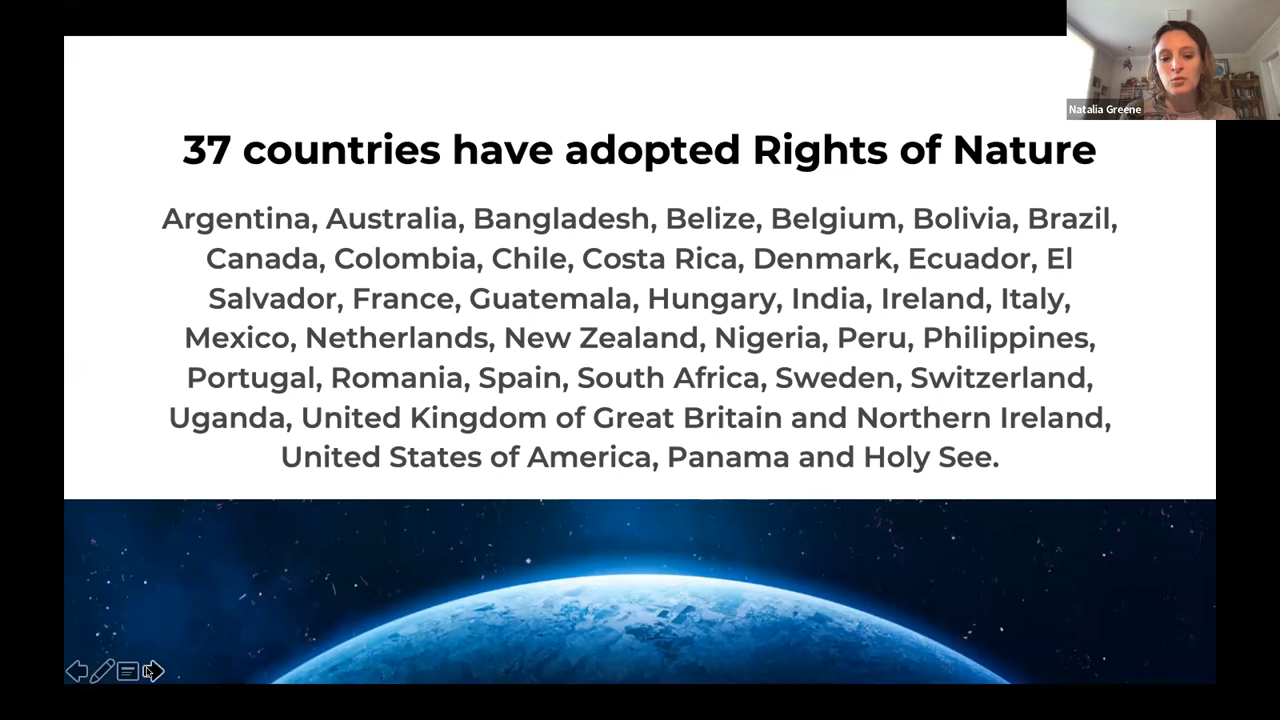 Natalia Greene
37 countries have adopted Rights of Nature
Argentina, Australia, Bangladesh, Belize, Belgium, Bolivia, Brazil,
Canada, Colombia, Chile, Costa Rica, Denmark, Ecuador, El
Salvador, France, Guatemala, Hungary, India, Ireland, Italy,
Mexico, Netherlands, New Zealand, Nigeria, Peru, Philippines,
Portugal, Romania, Spain, South Africa, Sweden, Switzerland,
Uganda, United Kingdom of Great Britain and Northern Ireland,
United States of America, Panama and Holy See.